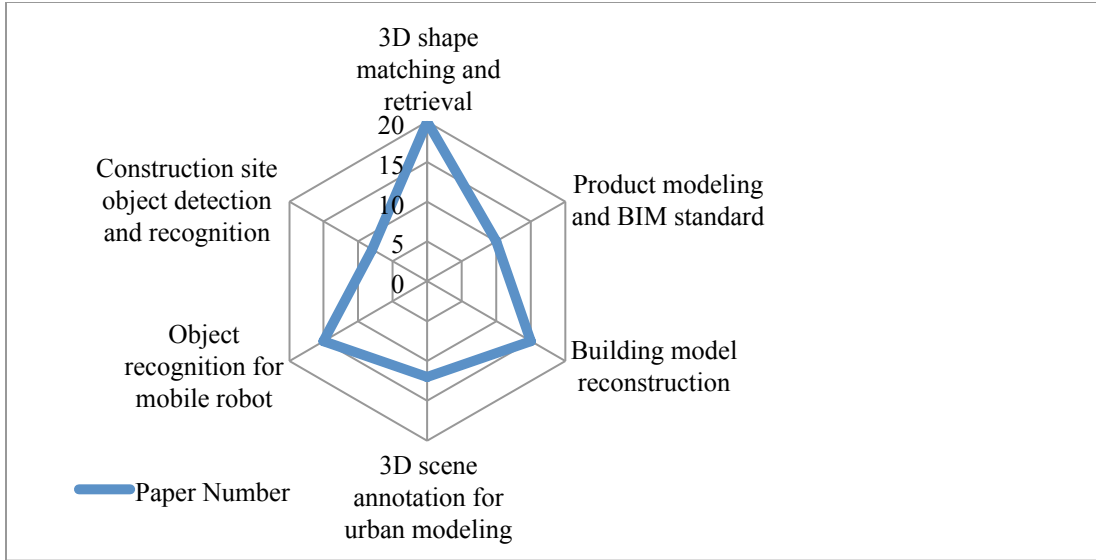 3D shape
matching and
retrieval
20
15
10
5
0
Product modeling
and BIM standard
Building model
reconstruction
3D scene
annotation for
urban modeling
Object
recognition for
mobile robot
Construction site
object detection
and recognition
Paper Number